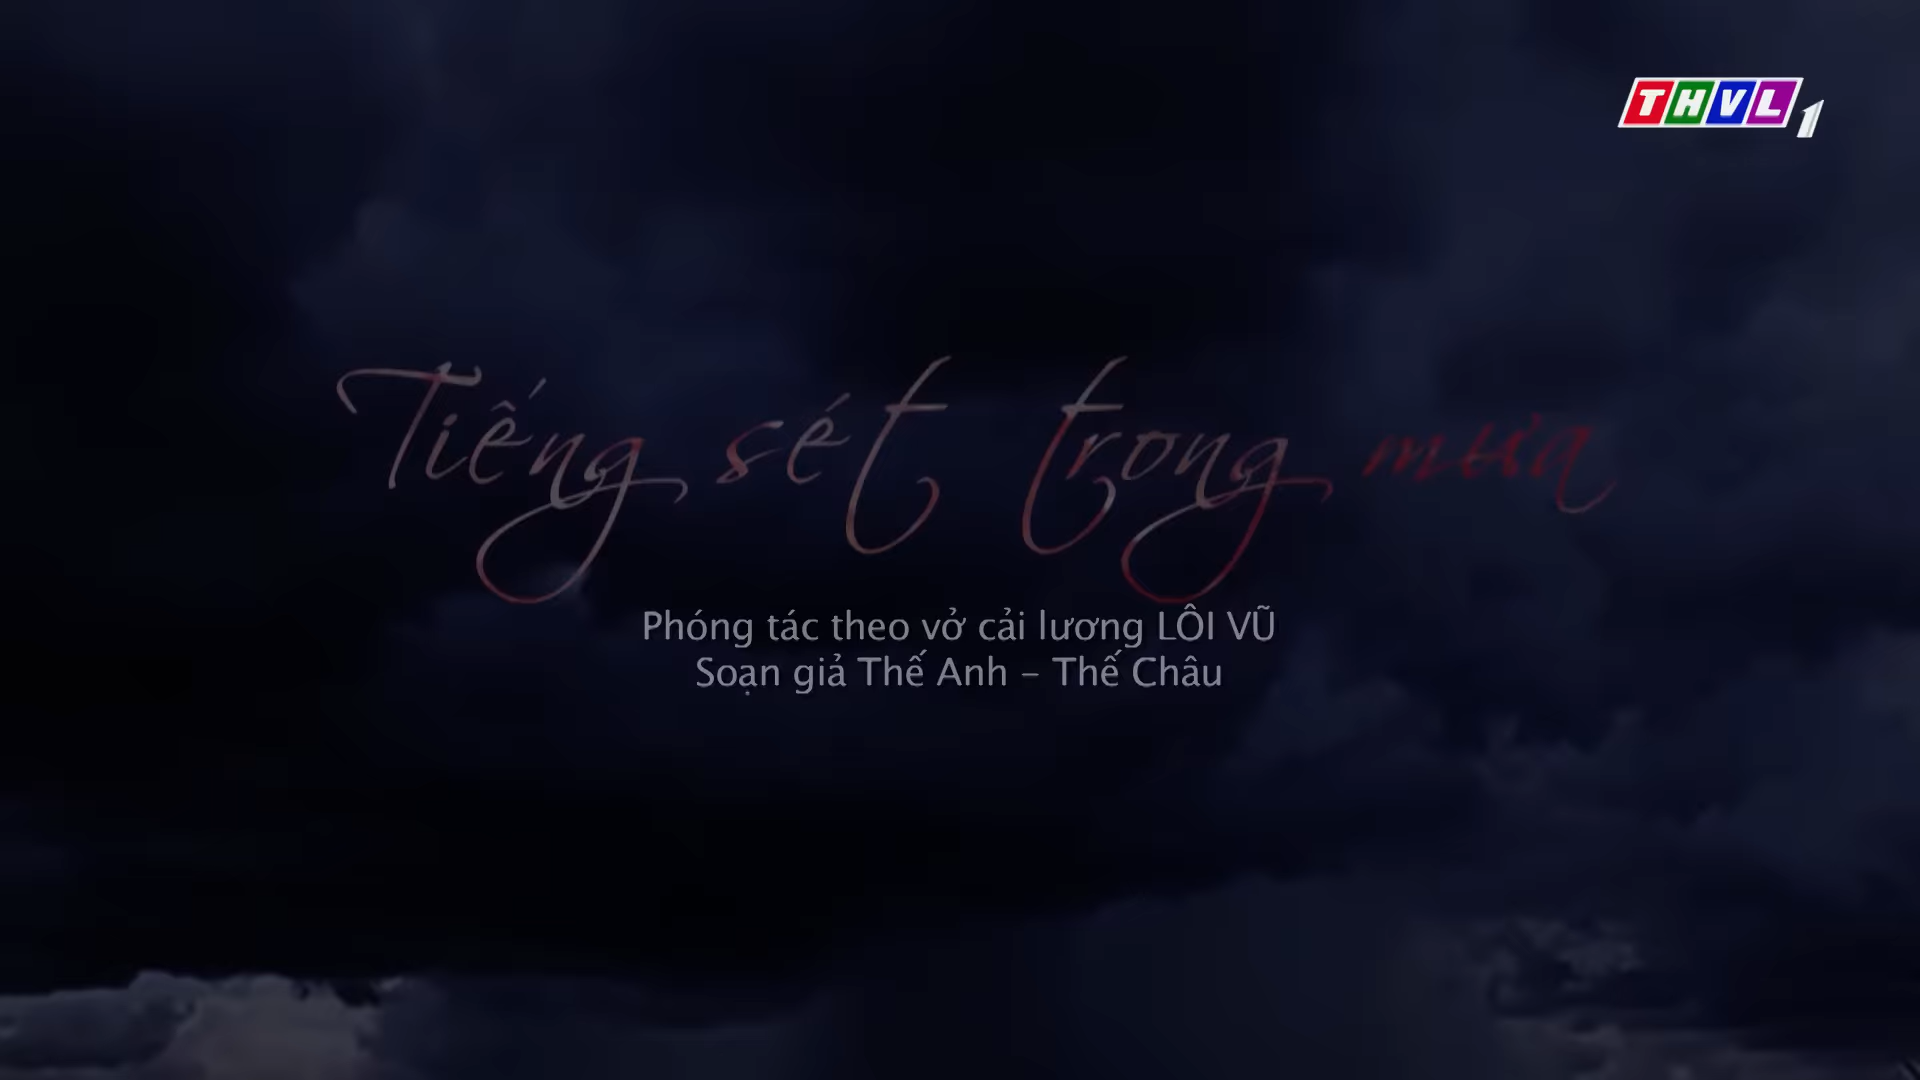 THVL1
Tiếng sét trong mưa
Phóng tác theo vở cải lương LÔI VŨ
Soạn giả Thế Anh - Thế Châu